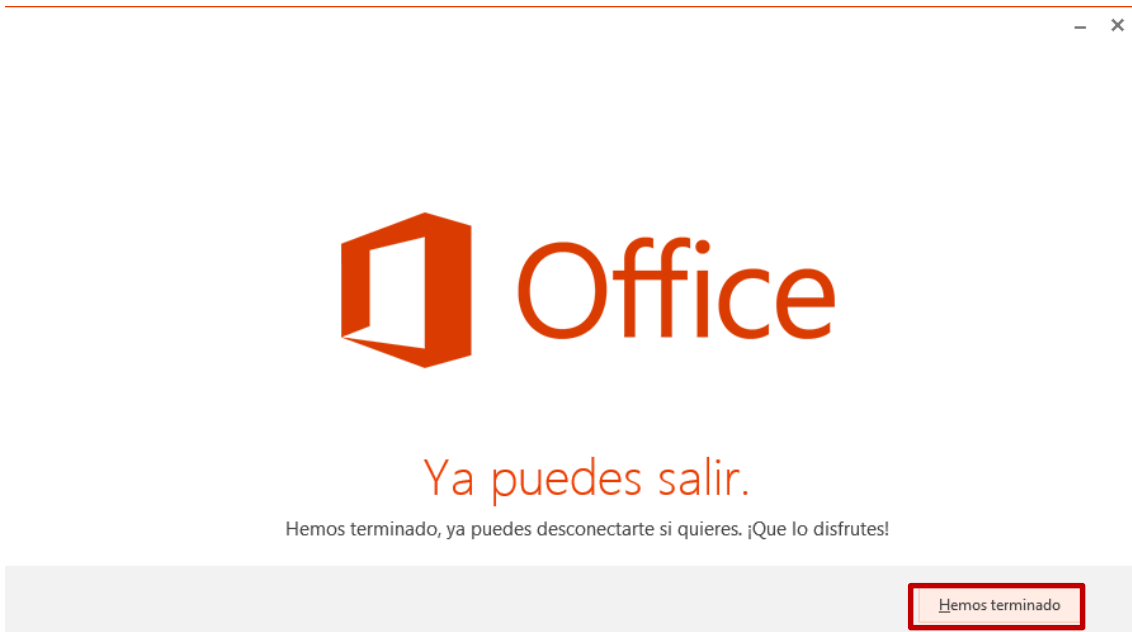 Office
Ya puedes salir.
Hemos terminado, ya puedes desconectarte si quieres. ¡Que lo disfrutes!
Hemos terminado